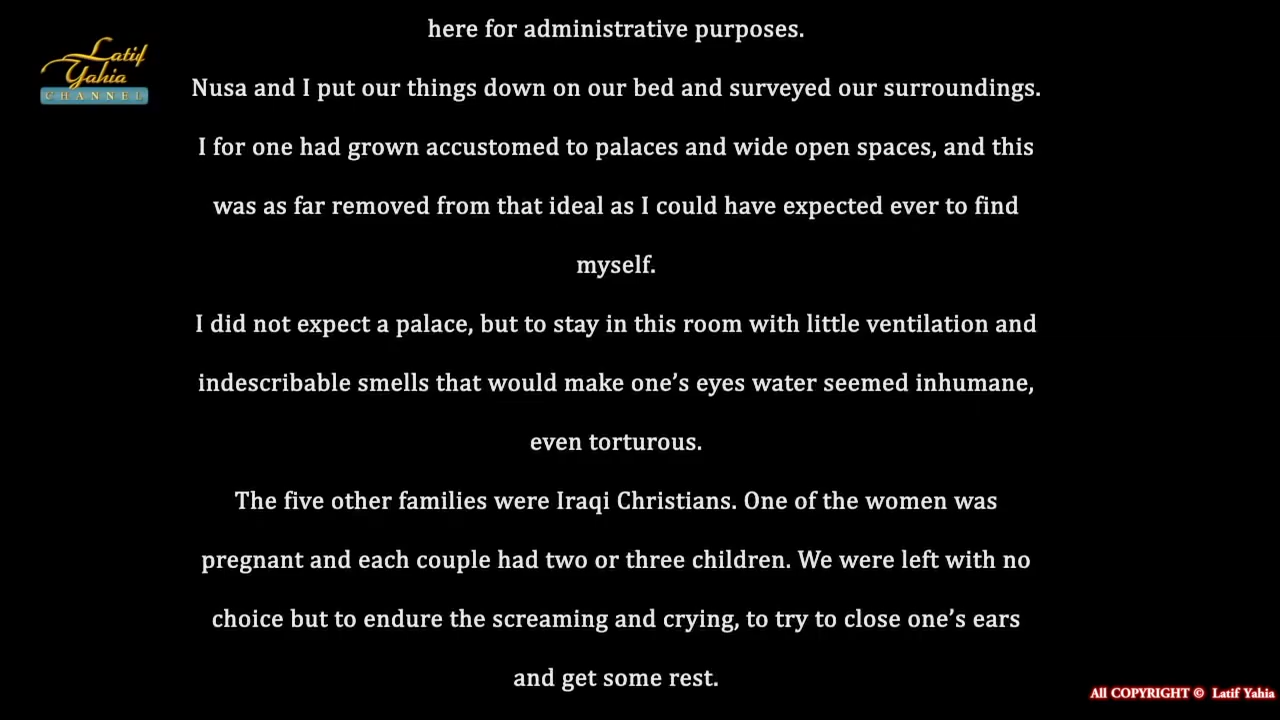 here for administrative purposes.
Latif
Yahia
CHANNEL
Nusa and I put our things down on our bed and surveyed our surroundings.
I for one had grown accustomed to palaces and wide open spaces, and this
was as far removed from that ideal as I could have expected ever to find
myself.
I did not expect a palace, but to stay in this room with little ventilation and
indescribable smells that would make one’s eyes water seemed inhumane,
even torturous.
The five other families were Iraqi Christians. One of the women was
pregnant and each couple had two or three children. We were left with no
choice but to endure the screaming and crying, to try to close one’s ears
and get some rest.
All COPYRIGHT © Latif Yahia